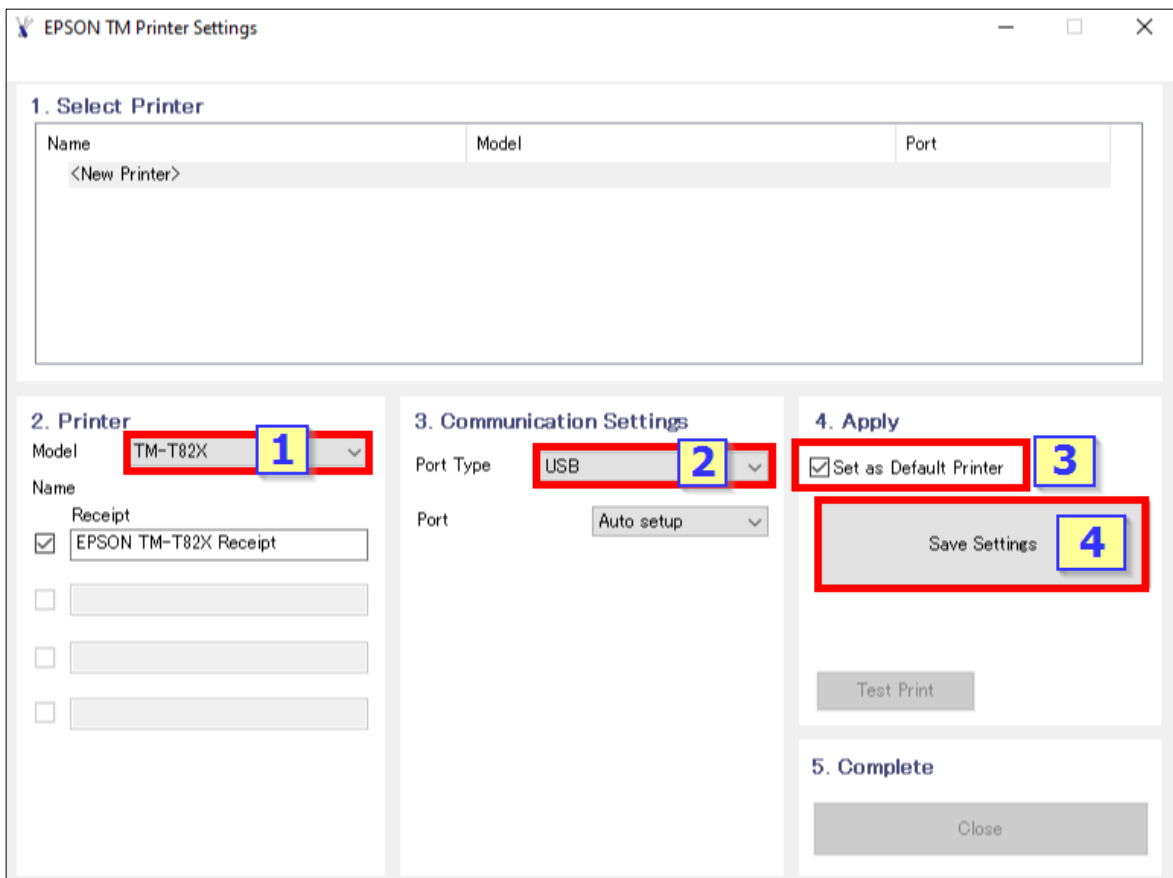 EPSON TM Printer Settings
1. Select Printer
Name Model Port
<New Printer>
2. Printer
Model TM-T82X 1
Name
Receipt
EPSON TM-T82X Receipt
3. Communication Settings
Port Type USB 2
Port Auto setup
4. Apply
Set as Default Printer 3
Save Settings 4
Test Print
5. Complete
Close